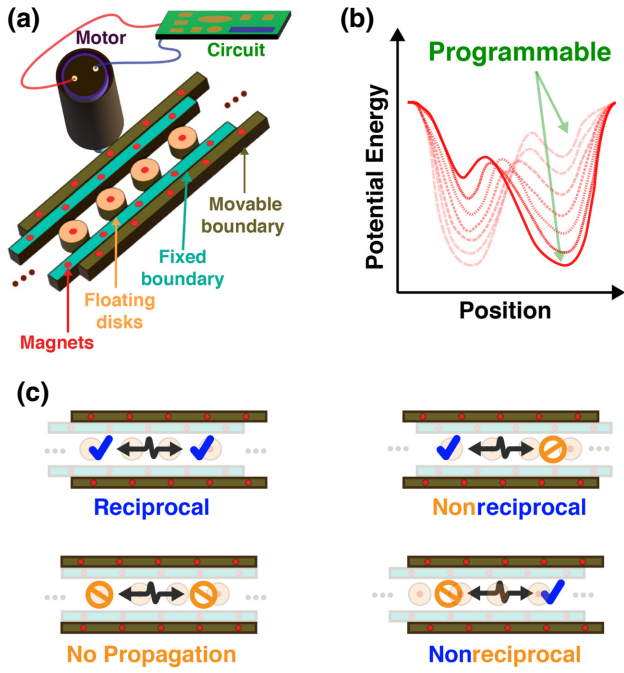 (a)
Motor
Circuit
Movable
boundary
Fixed
boundary
Floating
disks
Magnets
(b)
Programmable
Potential Energy
Position
(c)
Reciprocal
Nonreciprocal
No Propagation
Nonreciprocal